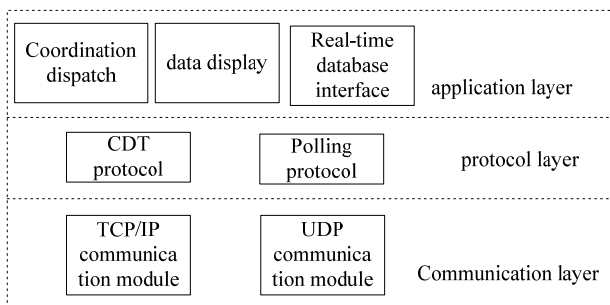 Coordination
dispatch
data display
Real-time
database
interface
application layer
CDT
protocol
Polling
protocol
protocol layer
TCP/IP
communica
tion module
UDP
communica
tion module
Communication layer